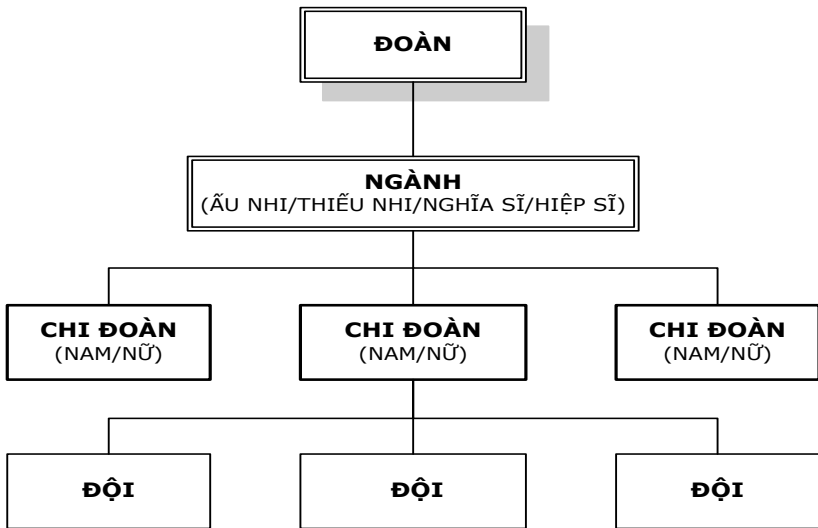 ĐOÀN
NGÀNH
(ẤU NHI/THIẾU NHI/NGHĨA SĨ/HIỆP SĨ)
CHI ĐOÀN
(NAM/NỮ)
CHI ĐOÀN
(NAM/NỮ)
CHI ĐOÀN
(NAM/NỮ)
ĐỘI
ĐỘI
ĐỘI